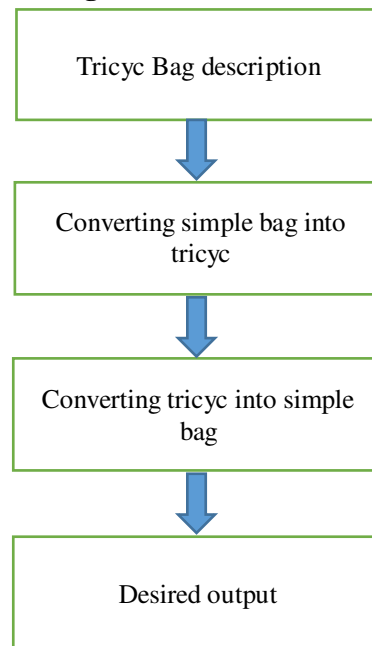 Tricyc Bag description
Converting simple bag into
tricyc
Converting tricyc into simple
bag
Desired output